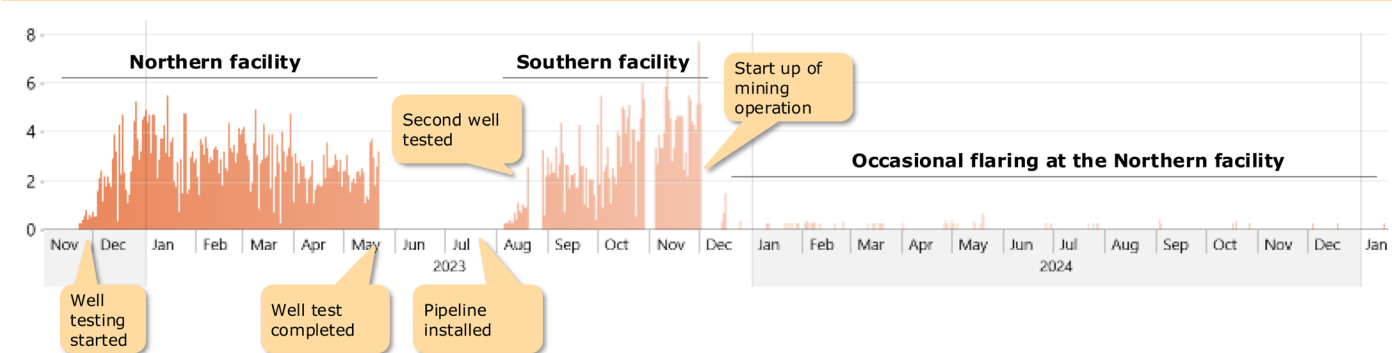 8
Northern facility
Southern facility
Start up of
mining
operation
6
Second well
tested
4
Occasional flaring at the Northern facility
2
0
Nov Dec Jan Feb Mar Apr May Jun Jul Aug Sep Oct Nov Dec Jan Feb Mar Apr May Jun Jul Aug Sep Oct Nov Dec Jan
2023 2024
Well
testing
started
Well test
completed
Pipeline
installed